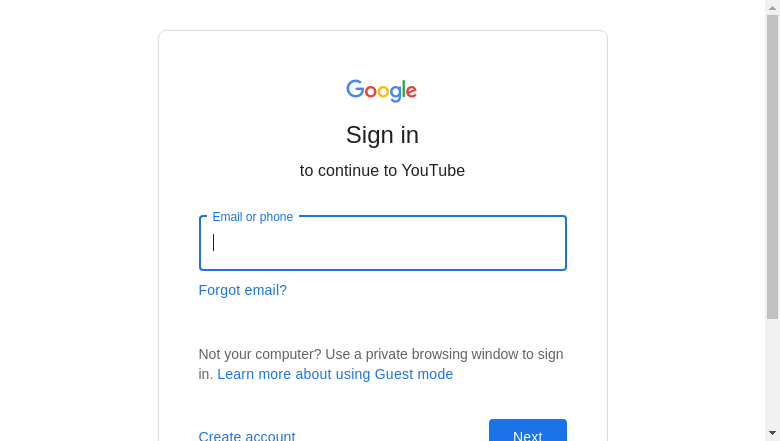 Google
Sign in
to continue to YouTube
Email or phone
Forgot email?
Not your computer? Use a private browsing window to sign
in. Learn more about using Guest mode
Create account
Next